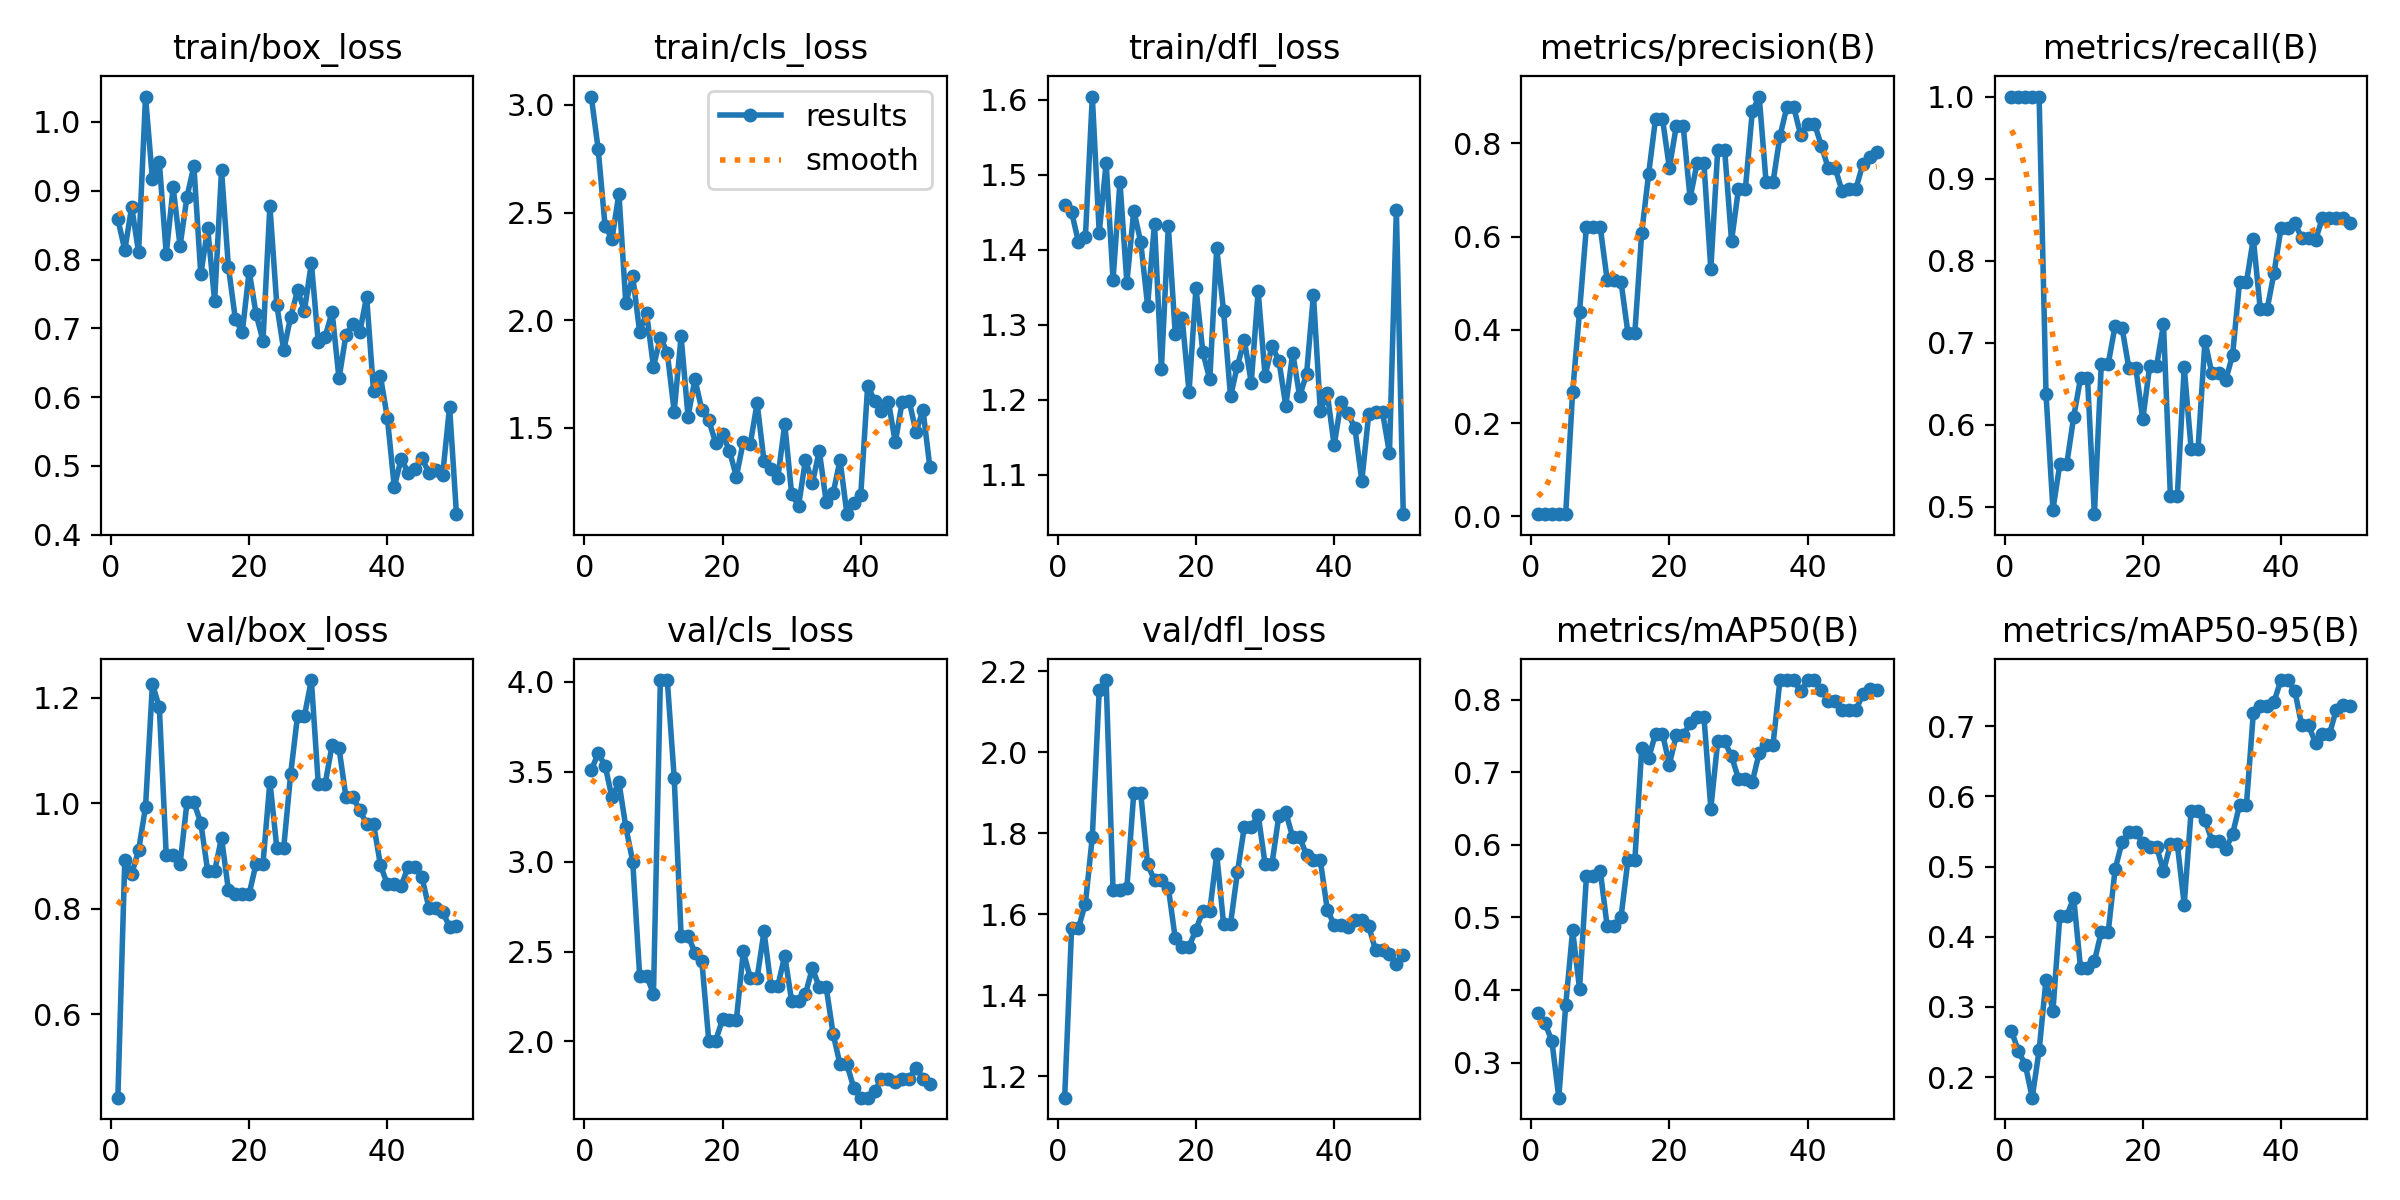 train/box_loss
1.0
0.9
0.8
0.7
0.6
0.5
0.4
0 20 40
train/cls_loss
results
smooth
3.0
2.5
2.0
1.5
0 20 40
train/dfl_loss
1.6
1.5
1.4
1.3
1.2
1.1
0 20 40
metrics/precision(B)
0.8
0.6
0.4
0.2
0.0
0 20 40
metrics/recall(B)
1.0
0.9
0.8
0.7
0.6
0.5
0 20 40
val/box_loss
1.2
1.0
0.8
0.6
0 20 40
val/cls_loss
4.0
3.5
3.0
2.5
2.0
0 20 40
val/dfl_loss
2.2
2.0
1.8
1.6
1.4
1.2
0 20 40
metrics/mAP50(B)
0.8
0.7
0.6
0.5
0.4
0.3
0 20 40
metrics/mAP50-95(B)
0.7
0.6
0.5
0.4
0.3
0.2
0 20 40